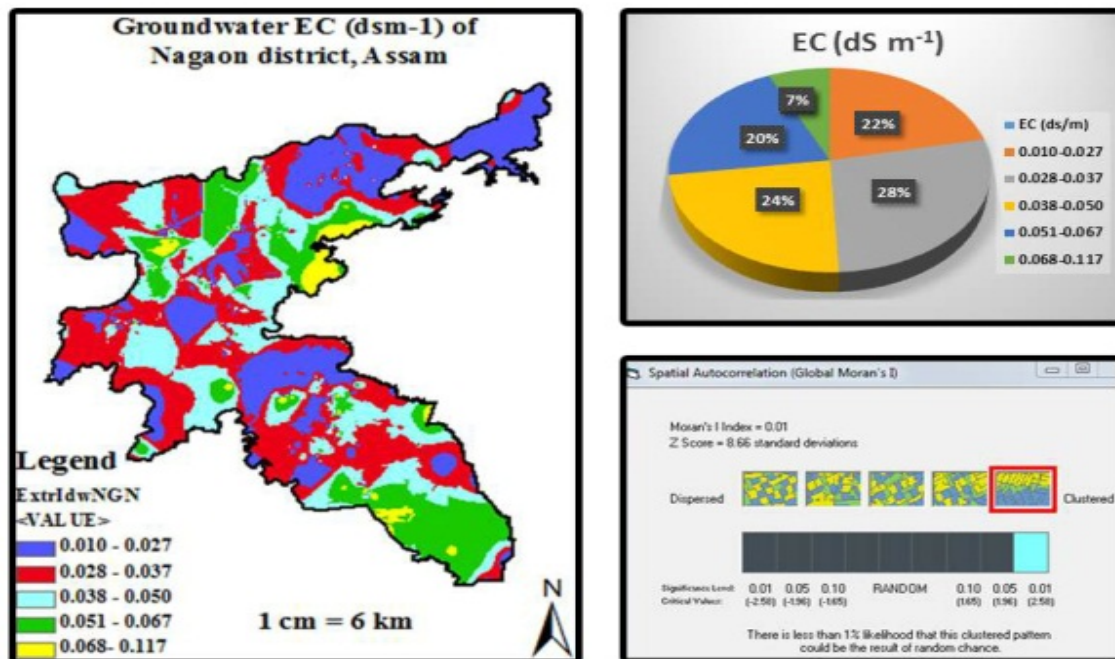 Groundwater EC (dsm-1) of
Nagaon district, Assam
Legend
ExtrIdwNGN
<VALUE>
0.010 - 0.027
0.028 - 0.037
0.038 - 0.050
0.051 - 0.067
0.068- 0.117
1 cm = 6 km
N
EC (dS m-1)
7%
22%
20%
28%
24%
EC (ds/m)
0.010-0.027
0.028-0.037
0.038-0.050
0.051-0.067
0.068-0.117
Spatial Autocorrelation (Global Moran's I)
Moran's I Index = 0.01
Z Score = 8.66 standard deviations
Dispersed
Clustered
Significance Level: 0.01 0.05 0.10 RANDOM 0.10 0.05 0.01
Critical Values: (-2.58) (-1.96) (-1.65) (1.65) (1.96) (2.58)
There is less than 1% likelihood that this clustered pattern
could be the result of random chance.